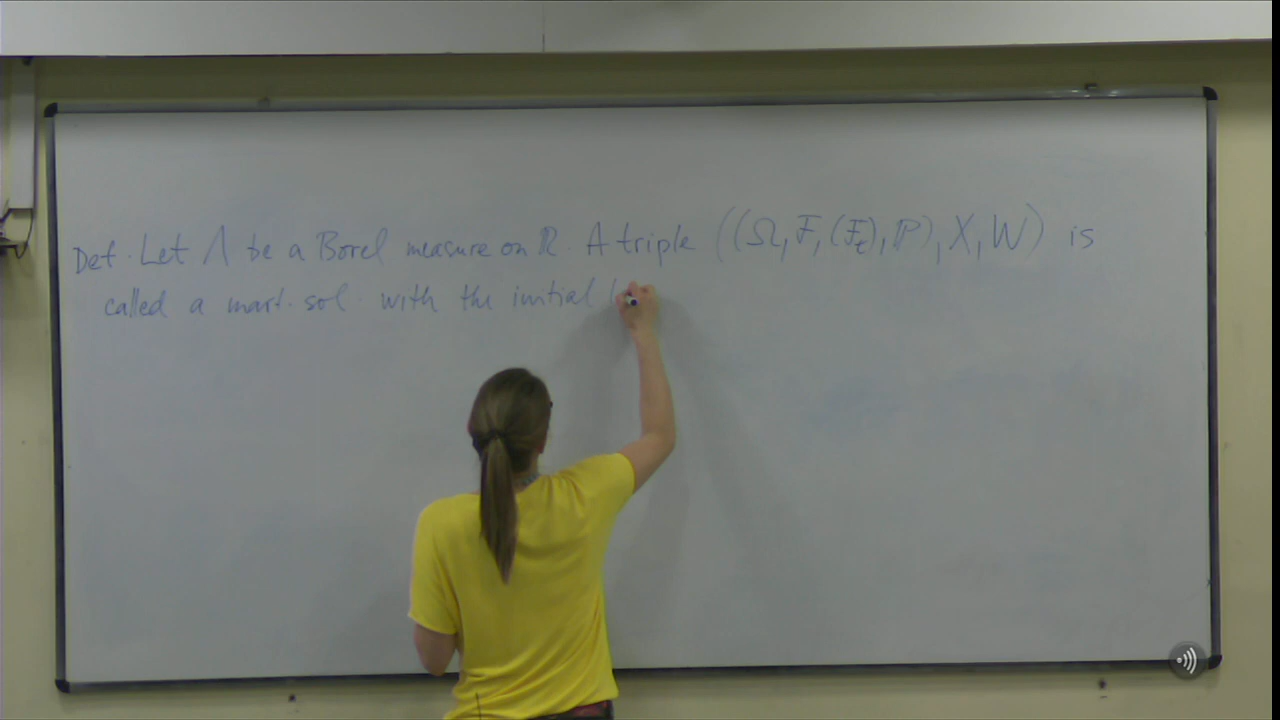 Def. Let Λ be a Borel measure on ℝ. A triple ((Ω, F, (F_t), ℙ), X, W) is
called a mart. sol. with the initial